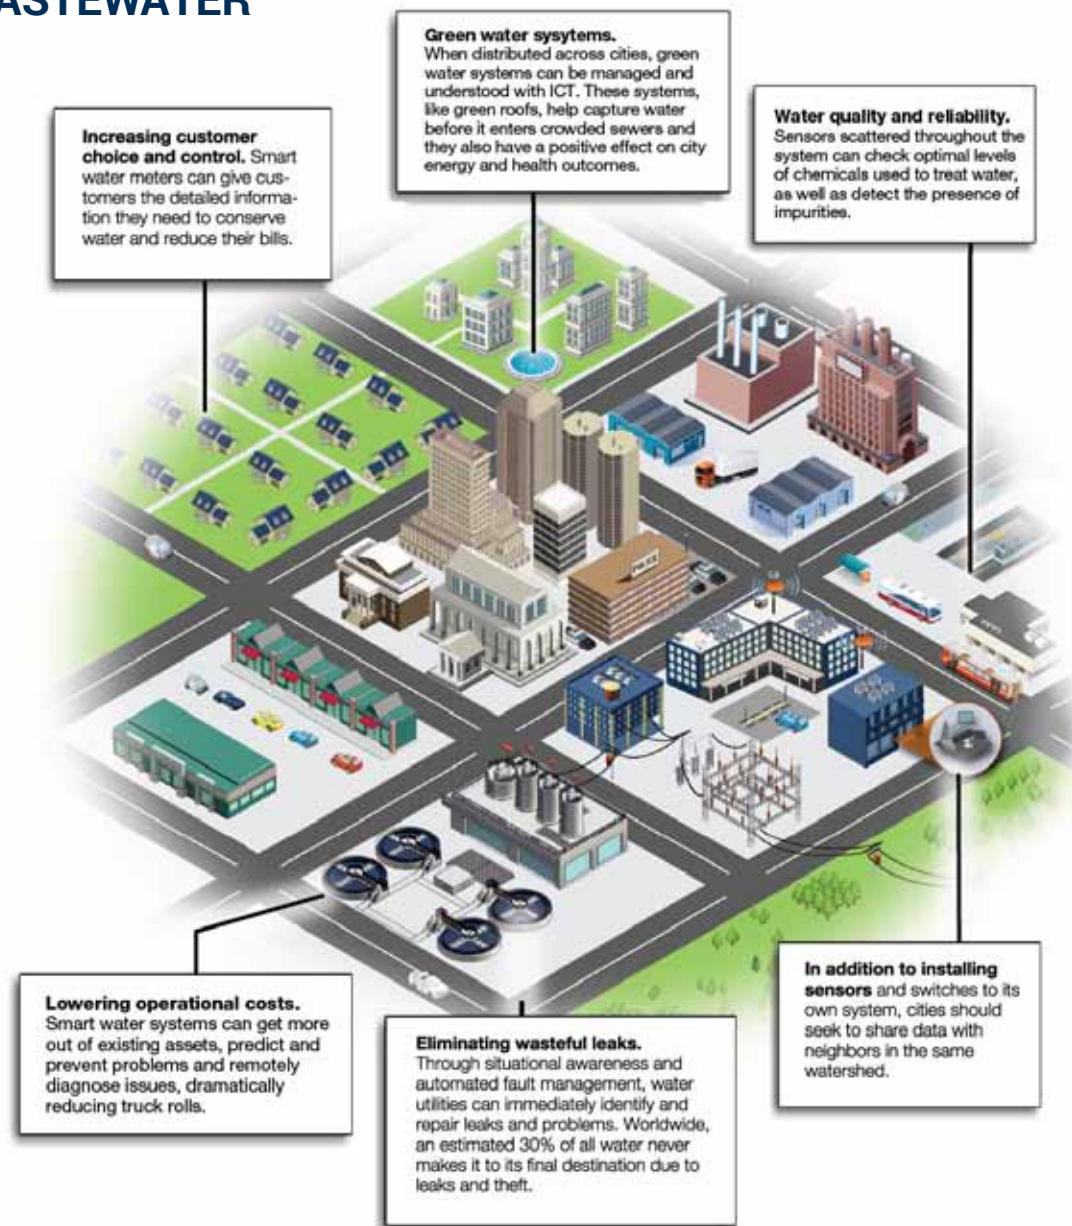 ASTEWATER
Green water sysytems.
When distributed across cities, green
water systems can be managed and
understood with ICT. These systems,
like green roofs, help capture water
before it enters crowded sewers and
they also have a positive effect on city
energy and health outcomes.
Increasing customer
choice and control. Smart
water meters can give cus-
tomers the detailed informa-
tion they need to conserve
water and reduce their bills.
Water quality and reliability.
Sensors scattered throughout the
system can check optimal levels
of chemicals used to treat water,
as well as detect the presence of
impurities.
POLICE
Lowering operational costs.
Smart water systems can get more
out of existing assets, predict and
prevent problems and remotely
diagnose issues, dramatically
reducing truck rolls.
Eliminating wasteful leaks.
Through situational awareness and
automated fault management, water
utilities can immediately identify and
repair leaks and problems. Worldwide,
an estimated 30% of all water never
makes it to its final destination due to
leaks and theft.
In addition to installing
sensors and switches to its
own system, cities should
seek to share data with
neighbors in the same
watershed.